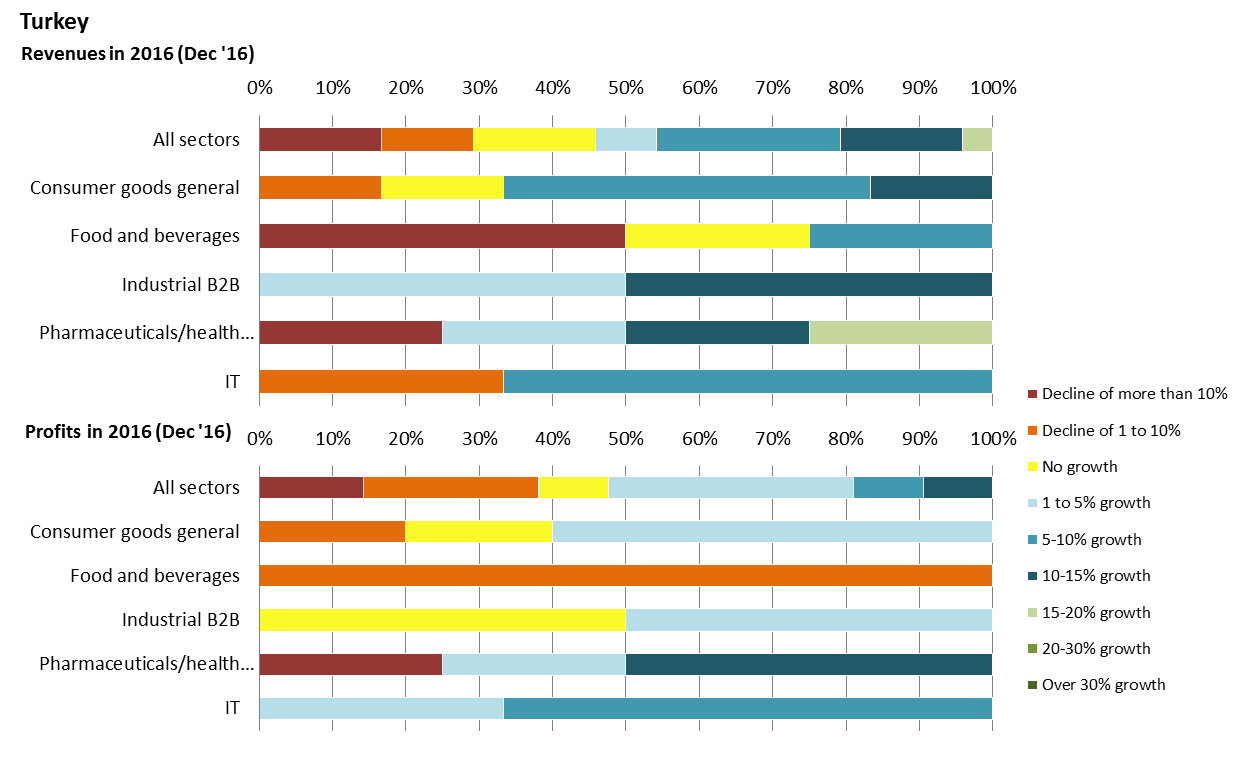 Turkey
Revenues in 2016 (Dec '16)
0% 10% 20% 30% 40% 50% 60% 70% 80% 90% 100%
All sectors
Consumer goods general
Food and beverages
Industrial B2B
Pharmaceuticals/health...
IT
Profits in 2016 (Dec '16)
0% 10% 20% 30% 40% 50% 60% 70% 80% 90% 100%
All sectors
Consumer goods general
Food and beverages
Industrial B2B
Pharmaceuticals/health...
IT
Decline of more than 10%
Decline of 1 to 10%
No growth
1 to 5% growth
5-10% growth
10-15% growth
15-20% growth
20-30% growth
Over 30% growth